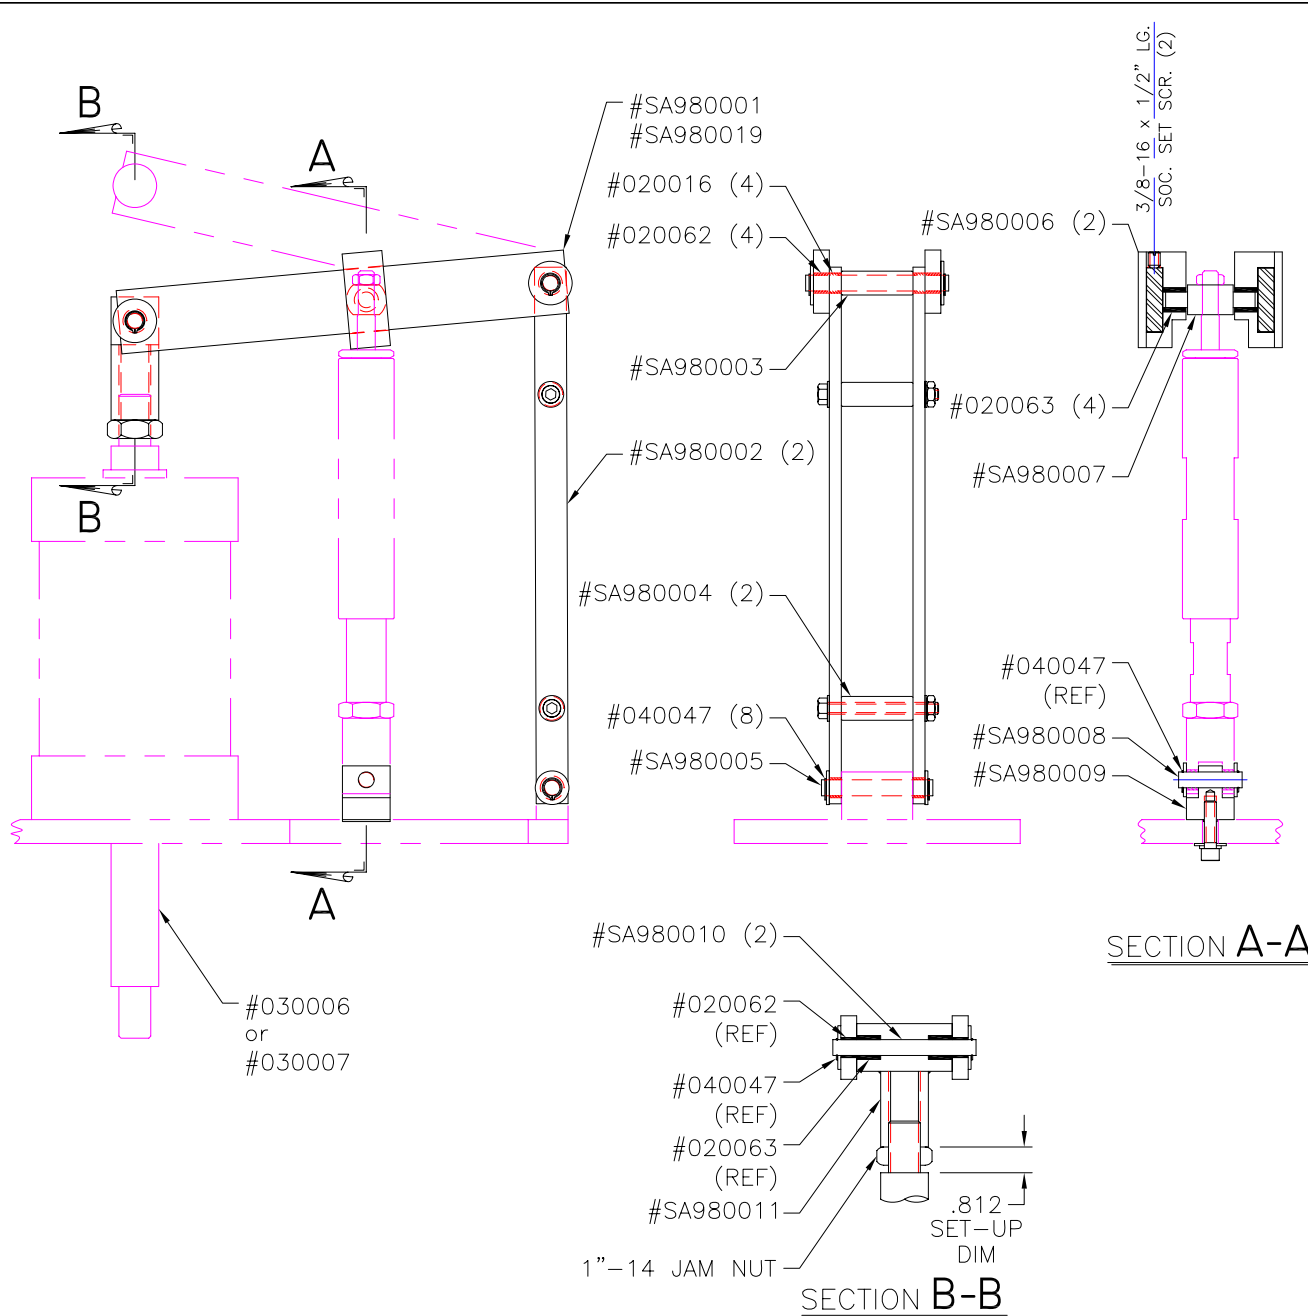 B
A
#SA980001
#SA980019
#020016 (4)
#020062 (4)
#SA980003
#SA980002 (2)
B
#SA980004 (2)
#040047 (8)
#SA980005
A
#030006
or
#030007
3/8-16 x 1/2" LG.
SOC. SET SCR. (2)
#SA980006 (2)
#020063 (4)
#SA980007
#040047
(REF)
#SA980008
#SA980009
SECTION A-A
#SA980010 (2)
#020062
(REF)
#040047
(REF)
#020063
(REF)
#SA980011
1"-14 JAM NUT
.812
SET-UP
DIM
SECTION B-B